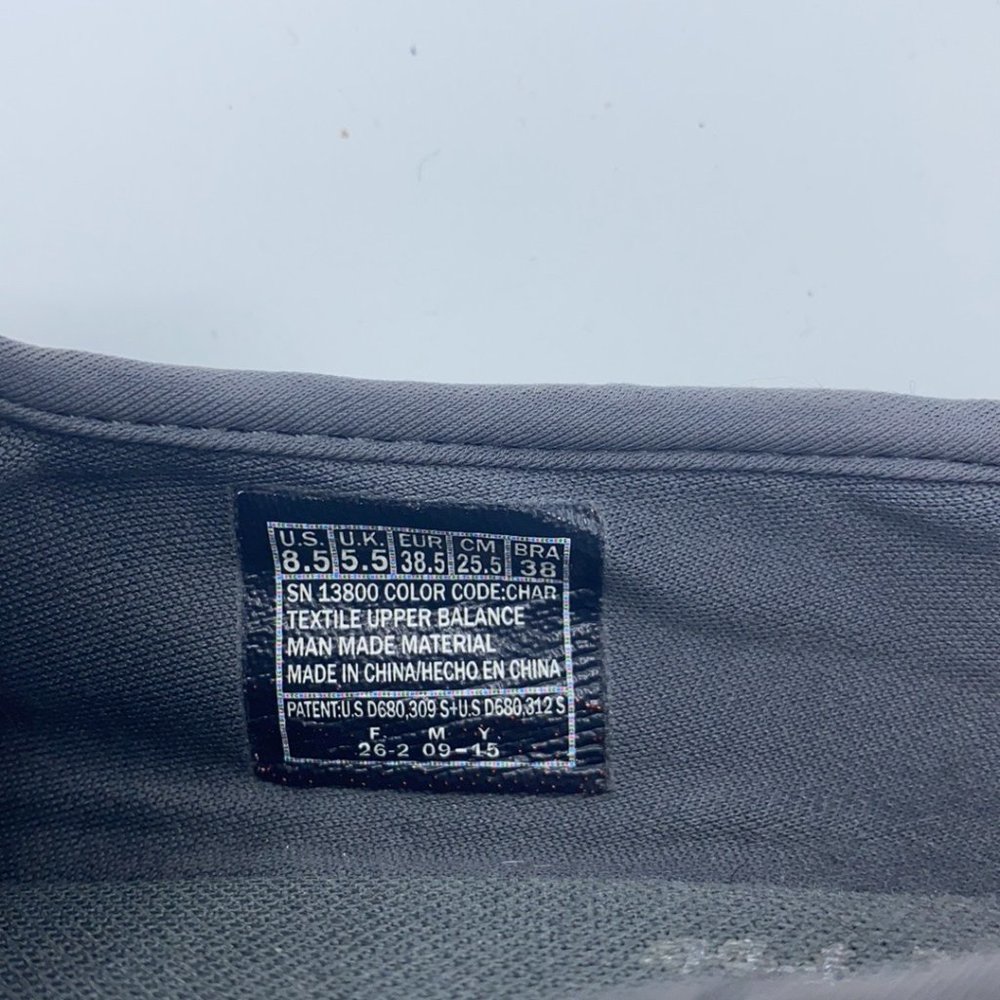 U.S. U.K. EUR CM BRA
8.5 5.5 38.5 25.5 38
SN 13800 COLOR CODE:CHAR
TEXTILE UPPER BALANCE
MAN MADE MATERIAL
MADE IN CHINA/HECHO EN CHINA
PATENT:U.S D680,309 S+U.S D680,312 S
F M Y
26-2 09-15